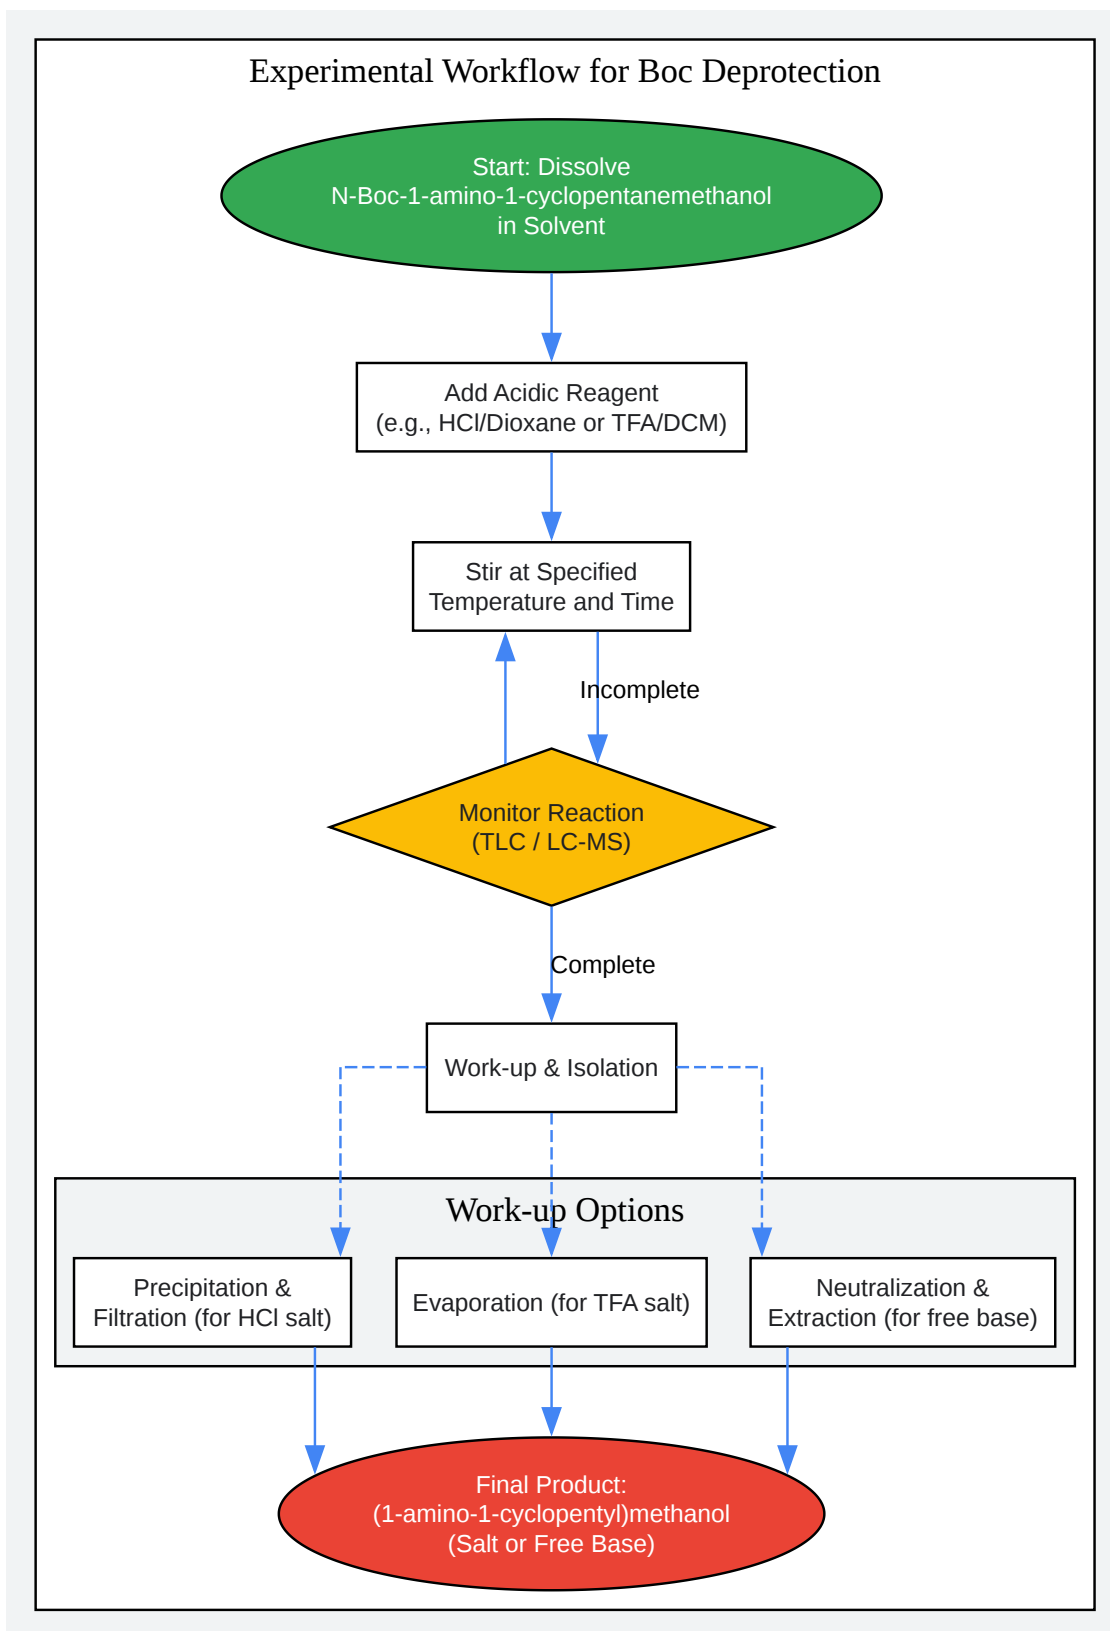 Experimental Workflow for Boc Deprotection
Start: Dissolve
N-Boc-1-amino-1-cyclopentanemethanol
in Solvent
Add Acidic Reagent
(e.g., HCl/Dioxane or TFA/DCM)
Stir at Specified
Temperature and Time
Incomplete
Monitor Reaction
(TLC / LC-MS)
Complete
Work-up & Isolation
Work-up Options
Precipitation &
Filtration (for HCl salt)
Evaporation (for TFA salt)
Neutralization &
Extraction (for free base)
Final Product:
(1-amino-1-cyclopentyl)methanol
(Salt or Free Base)